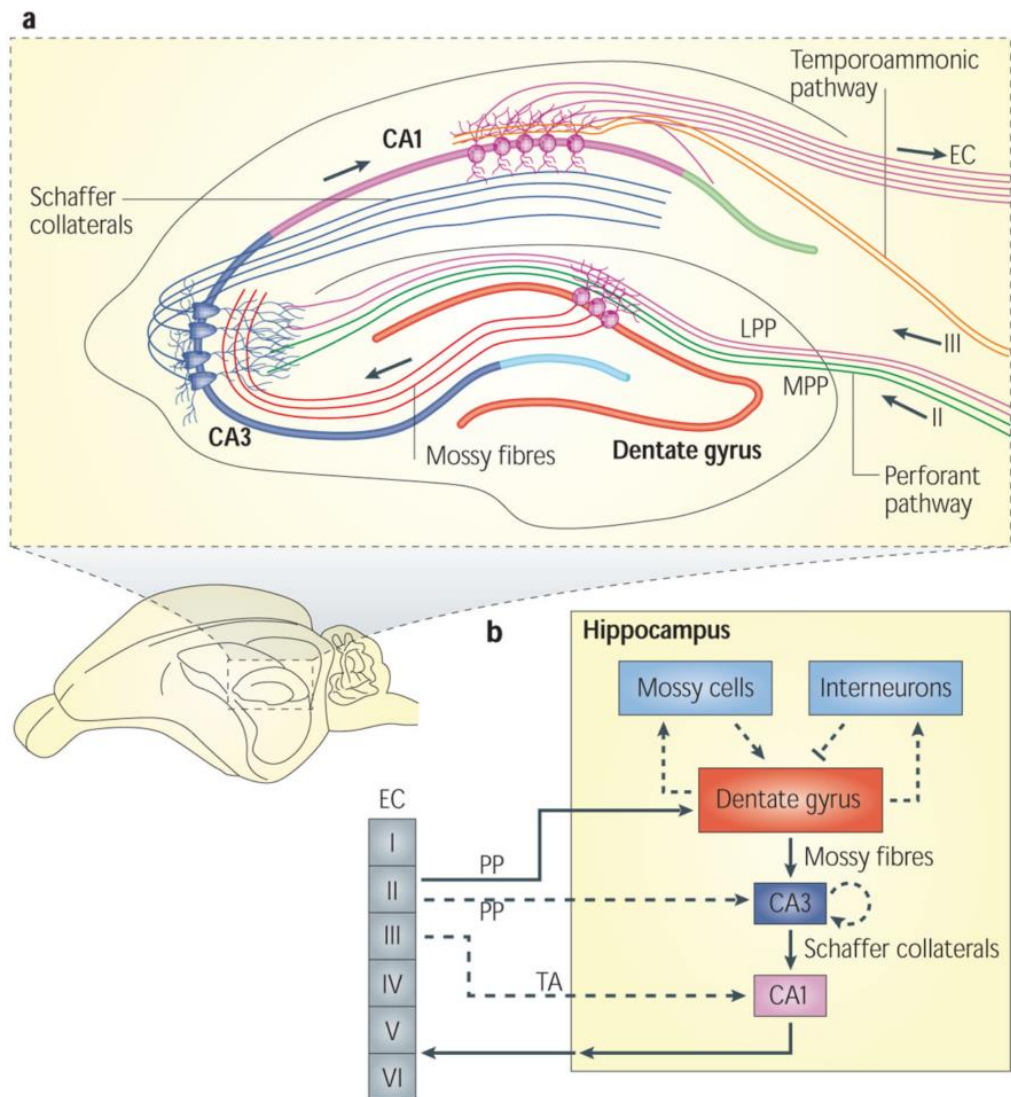 a
Temporoammonic
pathway
CA1
EC
Schaffer
collaterals
LPP
III
MPP
II
CA3
Mossy fibres
Dentate gyrus
Perforant
pathway
b
Hippocampus
Mossy cells
Interneurons
EC
Dentate gyrus
I
Mossy fibres
PP
II
CA3
PP
III
Schaffer collaterals
TA
IV
CA1
V
VI